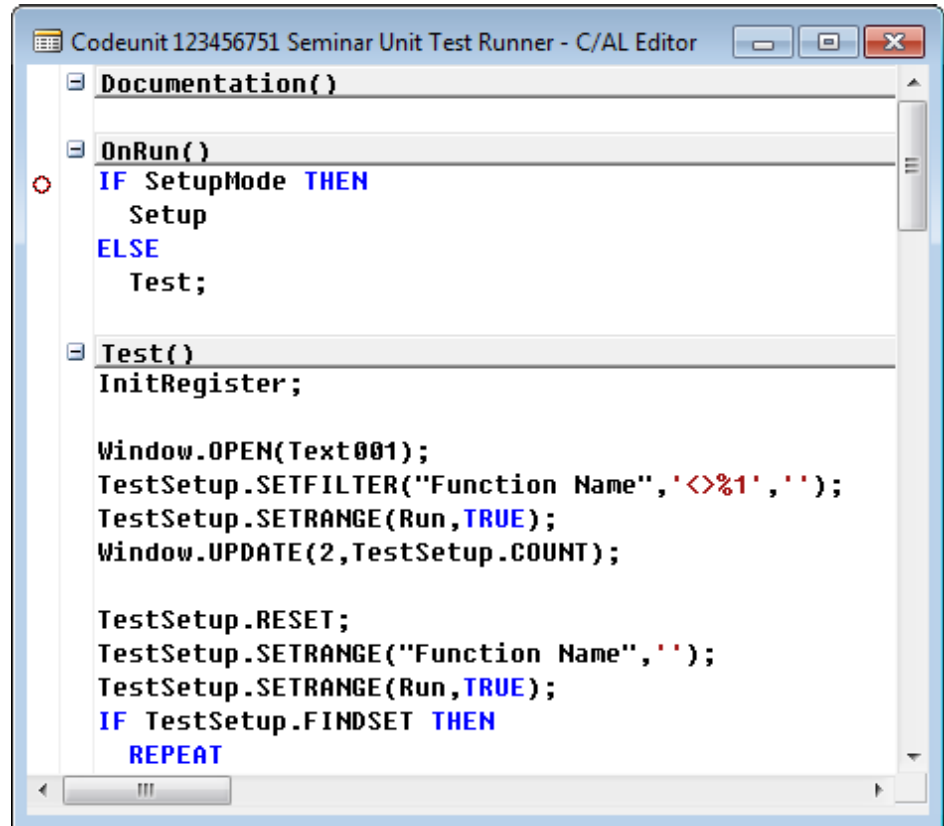 Codeunit 123456751 Seminar Unit Test Runner - C/AL Editor
Documentation()
OnRun()
IF SetupMode THEN
Setup
ELSE
Test;
Test()
InitRegister;
Window.OPEN(Text001);
TestSetup.SETFILTER("Function Name",'<>%1','');
TestSetup.SETRANGE(Run,TRUE);
Window.UPDATE(2,TestSetup.COUNT);
TestSetup.RESET;
TestSetup.SETRANGE("Function Name",'');
TestSetup.SETRANGE(Run,TRUE);
IF TestSetup.FINDSET THEN
REPEAT